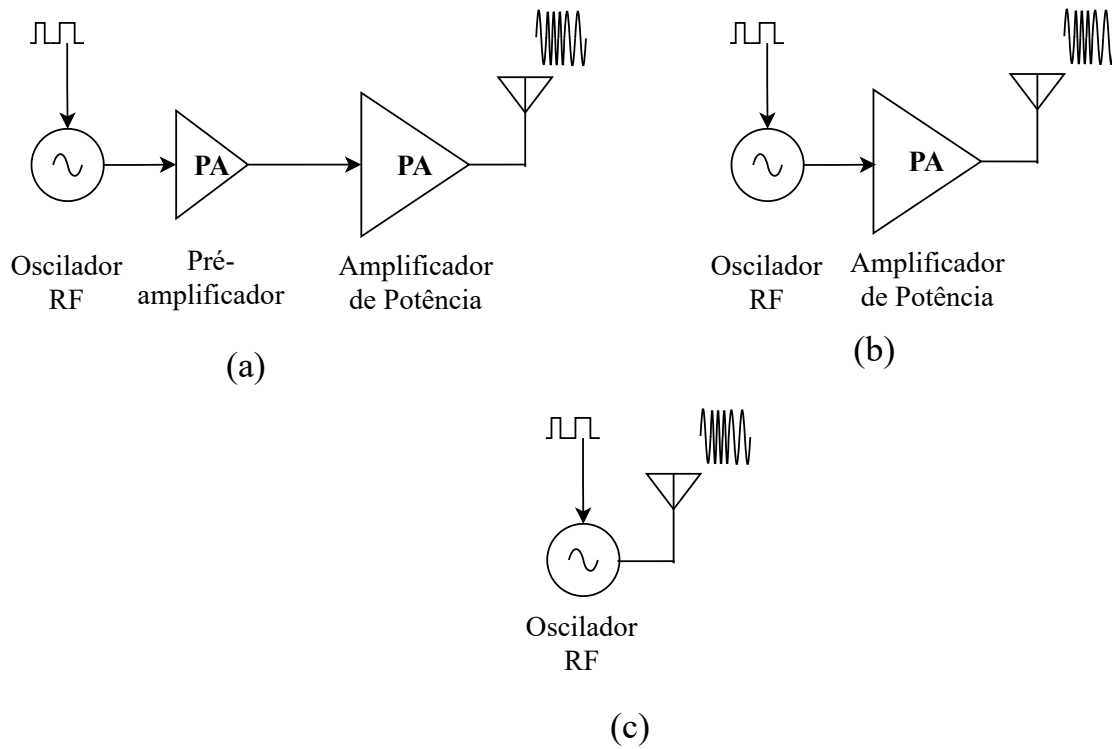 PA
PA
Oscilador
RF
Pré-
amplificador
Amplificador
de Potência
(a)
PA
Oscilador
RF
Amplificador
de Potência
(b)
Oscilador
RF
(c)